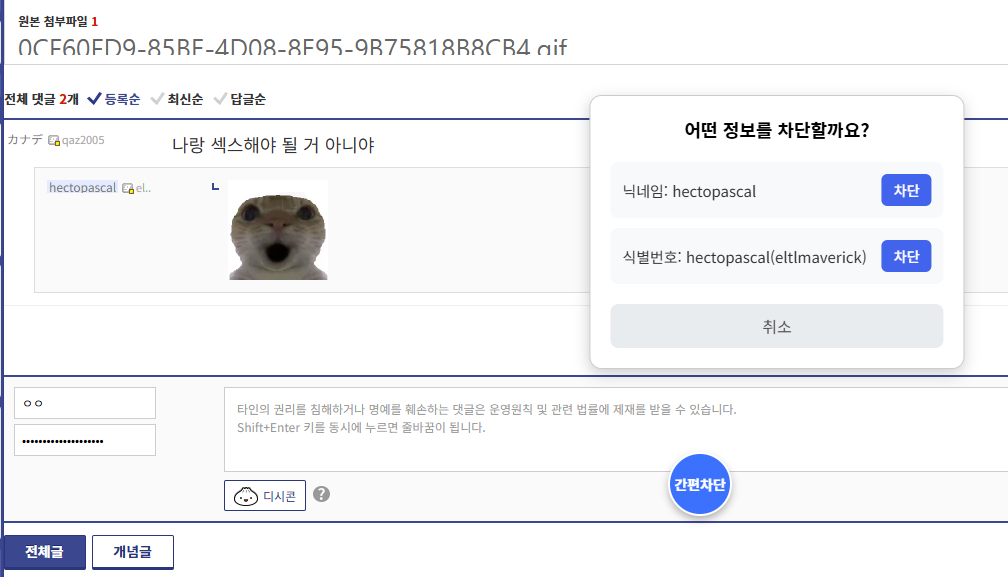 원본 첨부파일 1
0CF60FD9-85BF-4D08-8F95-9B75818B8CB4.gif
전체 댓글 2개 등록순 최신순 답글순
カナデ qaz2005 나랑 섹스해야 될 거 아니야
hectopascal el..
어떤 정보를 차단할까요?
닉네임: hectopascal 차단
식별번호: hectopascal(eltlmaverick) 차단
취소
ㅇㅇ
••••••••••••••••••••
타인의 권리를 침해하거나 명예를 훼손하는 댓글은 운영원칙 및 관련 법률에 제재를 받을 수 있습니다.
Shift+Enter 키를 동시에 누르면 줄바꿈이 됩니다.
디시콘 ?
간편차단
전체글 개념글